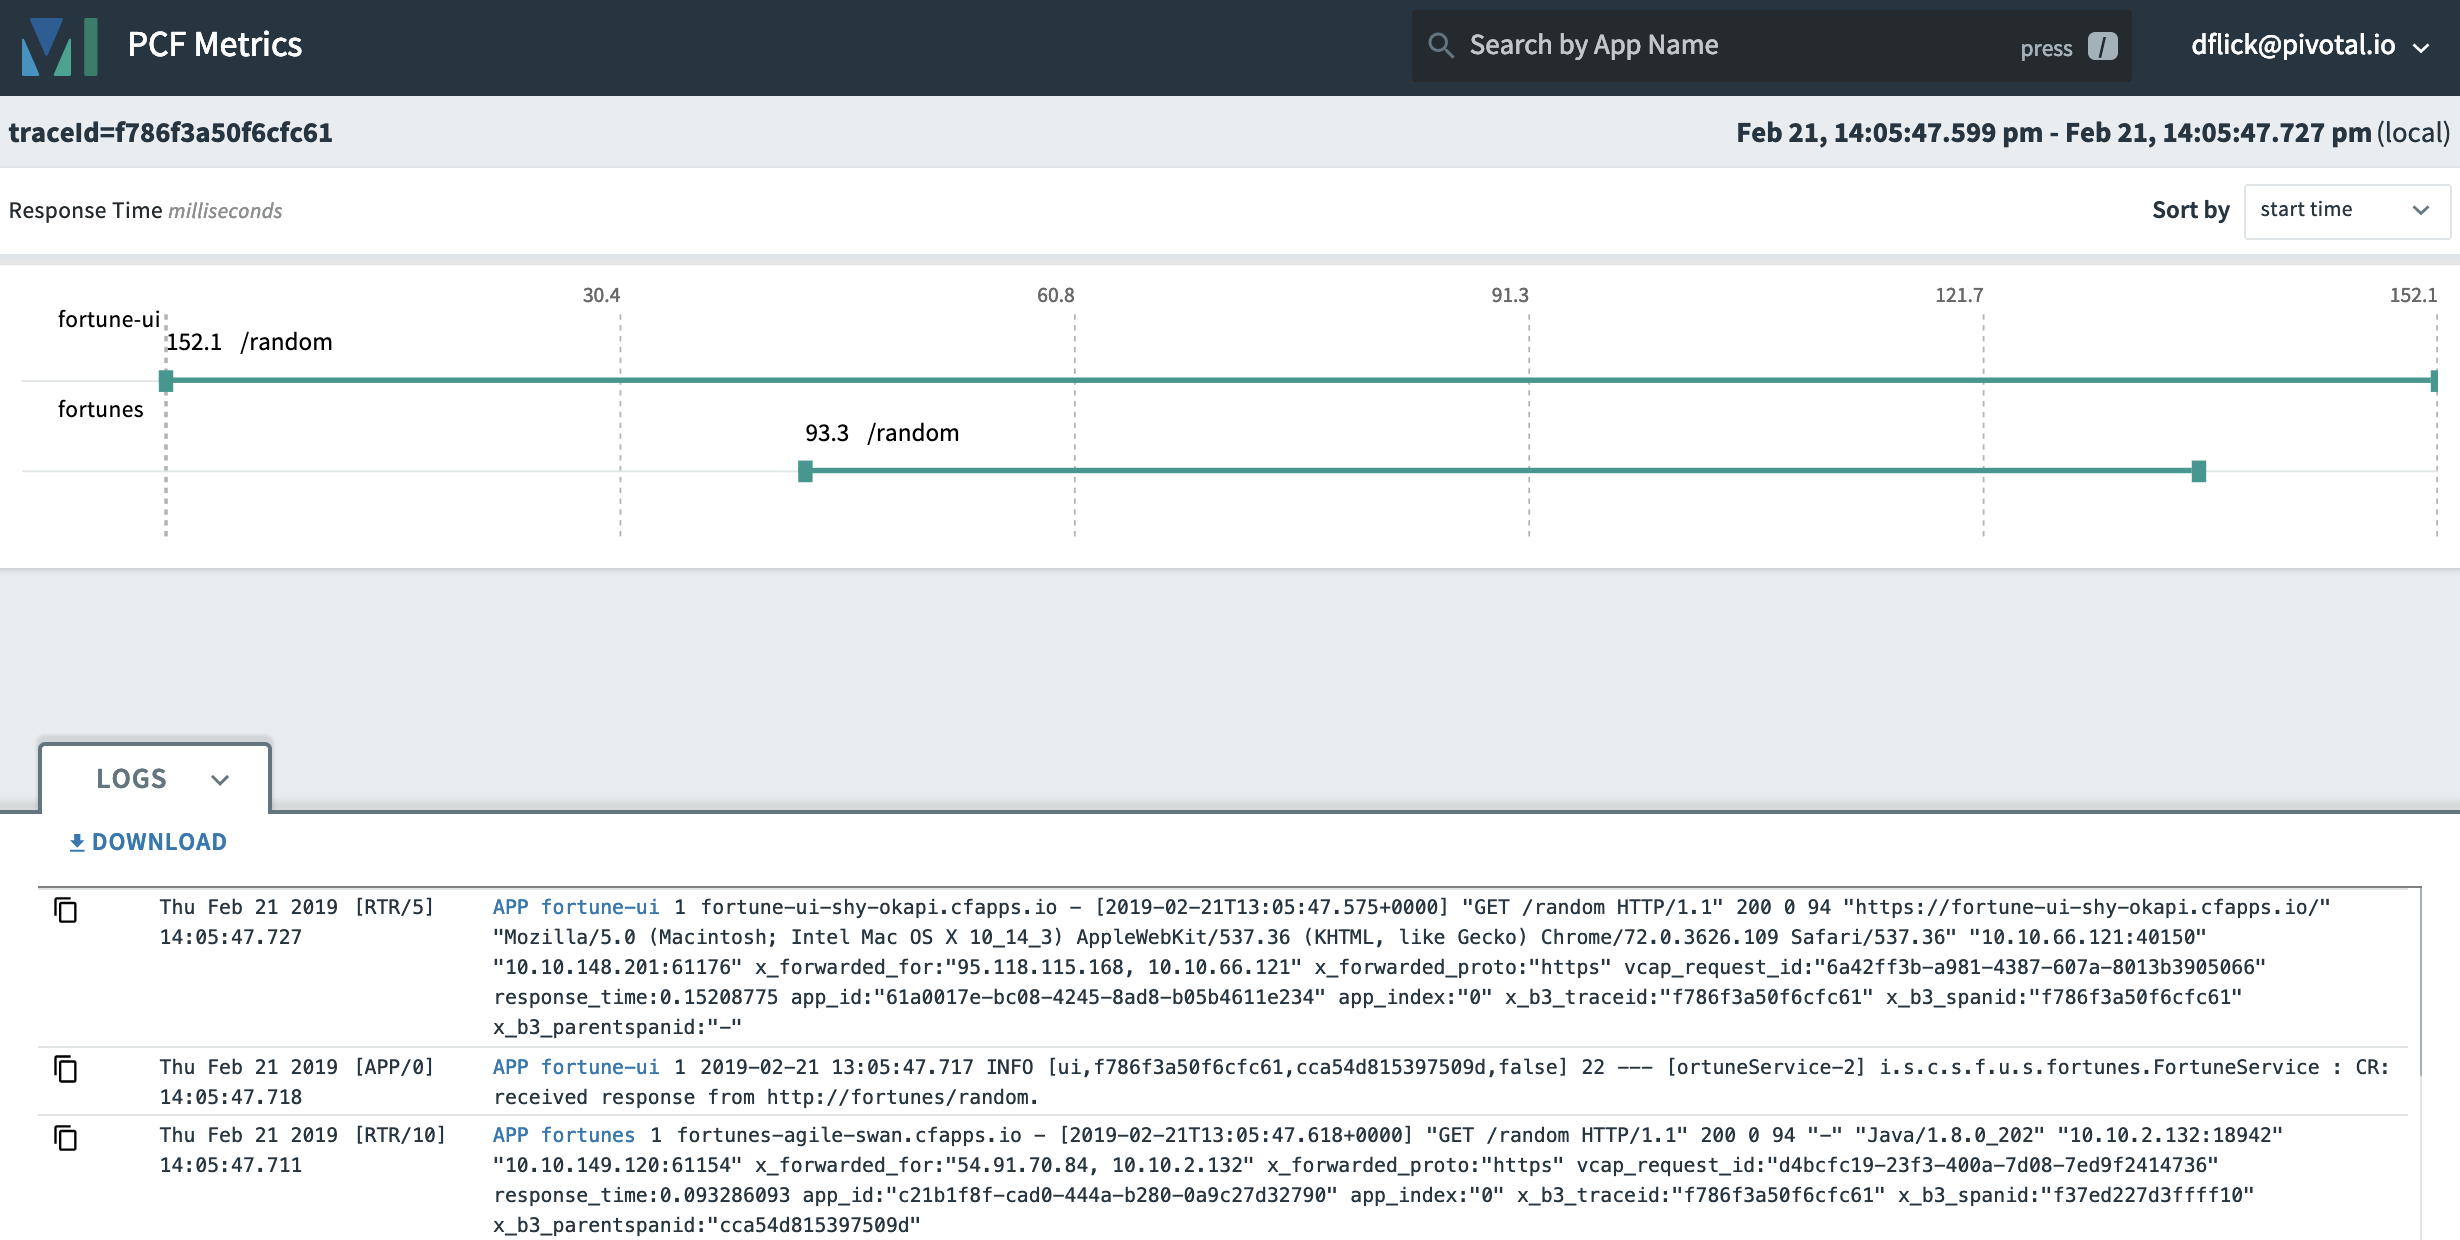 PCF Metrics
Search by App Name
press /
dflick@pivotal.io
traceId=f786f3a50f6cfc61
Feb 21, 14:05:47.599 pm - Feb 21, 14:05:47.727 pm (local)
Response Time milliseconds
Sort by start time
30.4 60.8 91.3 121.7 152.1
fortune-ui
152.1 /random
fortunes
93.3 /random
LOGS
DOWNLOAD
Thu Feb 21 2019 [RTR/5] APP fortune-ui 1 fortune-ui-shy-okapi.cfapps.io - [2019-02-21T13:05:47.575+0000] "GET /random HTTP/1.1" 200 0 94 "https://fortune-ui-shy-okapi.cfapps.io/"
14:05:47.727 "Mozilla/5.0 (Macintosh; Intel Mac OS X 10_14_3) AppleWebKit/537.36 (KHTML, like Gecko) Chrome/72.0.3626.109 Safari/537.36" "10.10.66.121:40150"
"10.10.148.201:61176" x_forwarded_for:"95.118.115.168, 10.10.66.121" x_forwarded_proto:"https" vcap_request_id:"6a42ff3b-a981-4387-607a-8013b3905066"
response_time:0.15208775 app_id:"61a0017e-bc08-4245-8ad8-b05b4611e234" app_index:"0" x_b3_traceid:"f786f3a50f6cfc61" x_b3_spanid:"f786f3a50f6cfc61"
x_b3_parentspanid:"-"
Thu Feb 21 2019 [APP/0] APP fortune-ui 1 2019-02-21 13:05:47.717 INFO [ui,f786f3a50f6cfc61,cca54d815397509d,false] 22 --- [ortuneService-2] i.s.c.s.f.u.s.fortunes.FortuneService : CR:
14:05:47.718 received response from http://fortunes/random.
Thu Feb 21 2019 [RTR/10] APP fortunes 1 fortunes-agile-swan.cfapps.io - [2019-02-21T13:05:47.618+0000] "GET /random HTTP/1.1" 200 0 94 "-" "Java/1.8.0_202" "10.10.2.132:18942"
14:05:47.711 "10.10.149.120:61154" x_forwarded_for:"54.91.70.84, 10.10.2.132" x_forwarded_proto:"https" vcap_request_id:"d4bcfc19-23f3-400a-7d08-7ed9f2414736"
response_time:0.093286093 app_id:"c21b1f8f-cad0-444a-b280-0a9c27d32790" app_index:"0" x_b3_traceid:"f786f3a50f6cfc61" x_b3_spanid:"f37ed227d3ffff10"
x_b3_parentspanid:"cca54d815397509d"